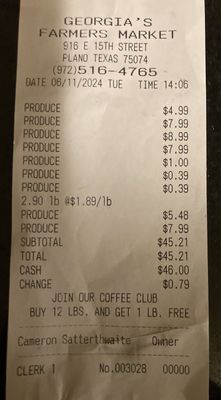 GEORGIA'S
FARMERS MARKET
916 E 15TH STREET
PLANO TEXAS 75074
(972)516-4765
DATE 06/11/2024 TUE TIME 14:06
PRODUCE $4.99
PRODUCE $7.99
PRODUCE $8.99
PRODUCE $7.99
PRODUCE $1.00
PRODUCE $0.39
PRODUCE $0.39
2.90 lb @$1.89/lb
PRODUCE $5.48
PRODUCE $7.99
SUBTOTAL $45.21
TOTAL $45.21
CASH $46.00
CHANGE $0.79
JOIN OUR COFFEE CLUB
BUY 12 LBS. AND GET 1 LB. FREE
Cameron Satterthwaite Owner
CLERK 1 No.003028 00000